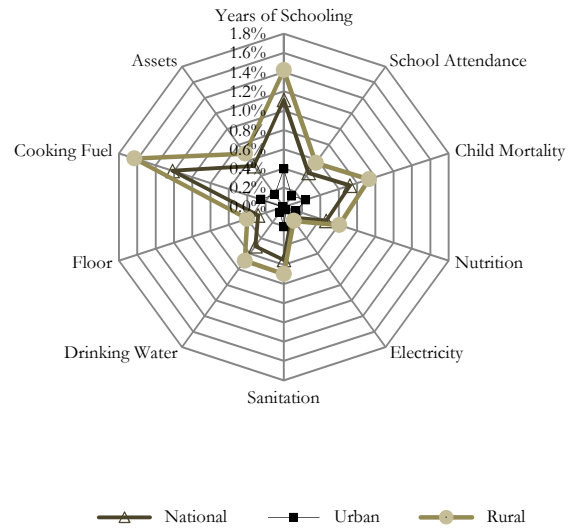 Years of Schooling
1.8%
1.6%
1.4%
1.2%
1.0%
0.8%
0.6%
0.4%
0.2%
0.0%
School Attendance
Child Mortality
Nutrition
Electricity
Sanitation
Drinking Water
Floor
Cooking Fuel
Assets
National
Urban
Rural